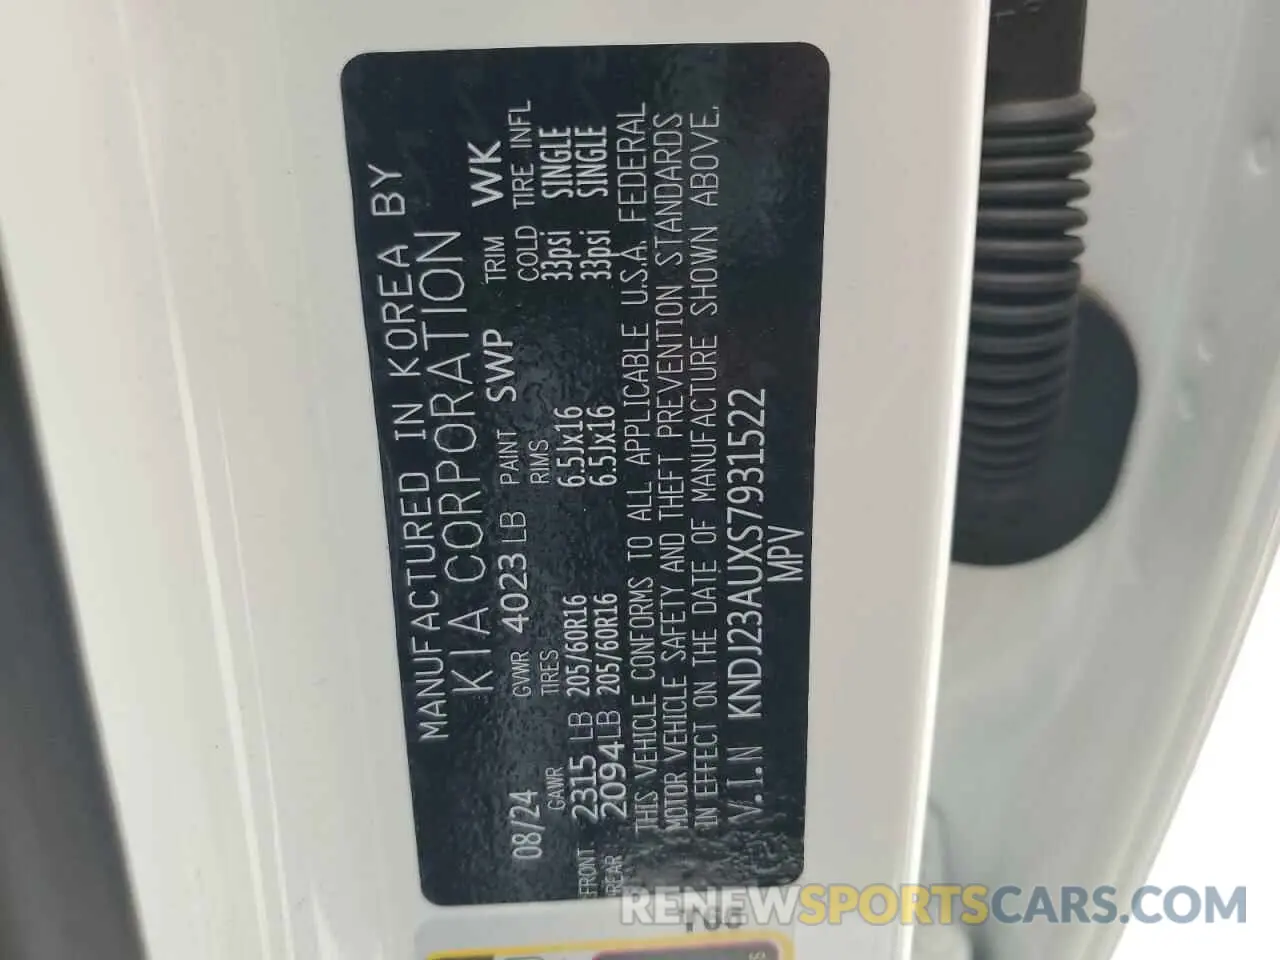 MANUFACTURED IN KOREA BY
KIA CORPORATION
08/24 GVWR 4023 LB PAINT SWP TRIM WK
GAWR TIRES RIMS COLD TIRE INFL
FRONT 2315 LB 205/60R16 6.5Jx16 33psi SINGLE
REAR 2094 LB 205/60R16 6.5Jx16 33psi SINGLE
THIS VEHICLE CONFORMS TO ALL APPLICABLE U.S.A. FEDERAL
MOTOR VEHICLE SAFETY AND THEFT PREVENTION STANDARDS
IN EFFECT ON THE DATE OF MANUFACTURE SHOWN ABOVE.
V.I.N KNDJ23AUXS7931522
MPV
RENEWSPORTSCARS.COM